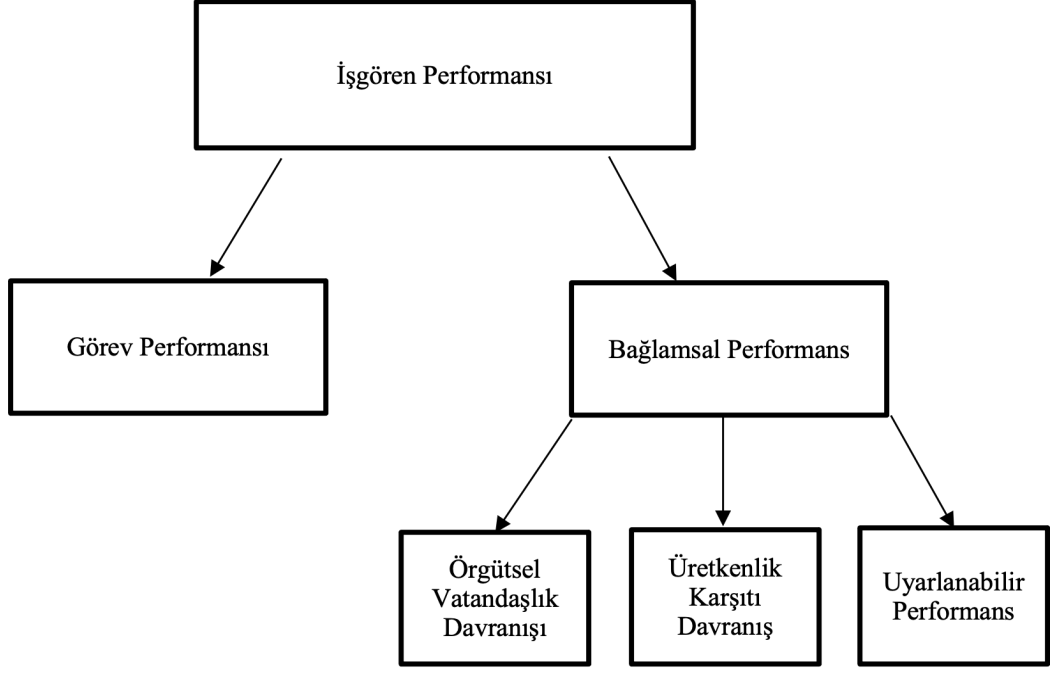 İşgören Performansı
Görev Performansı
Bağlamsal Performans
Örgütsel
Vatandaşlık
Davranışı
Üretkenlik
Karşıtı
Davranış
Uyarlanabilir
Performans